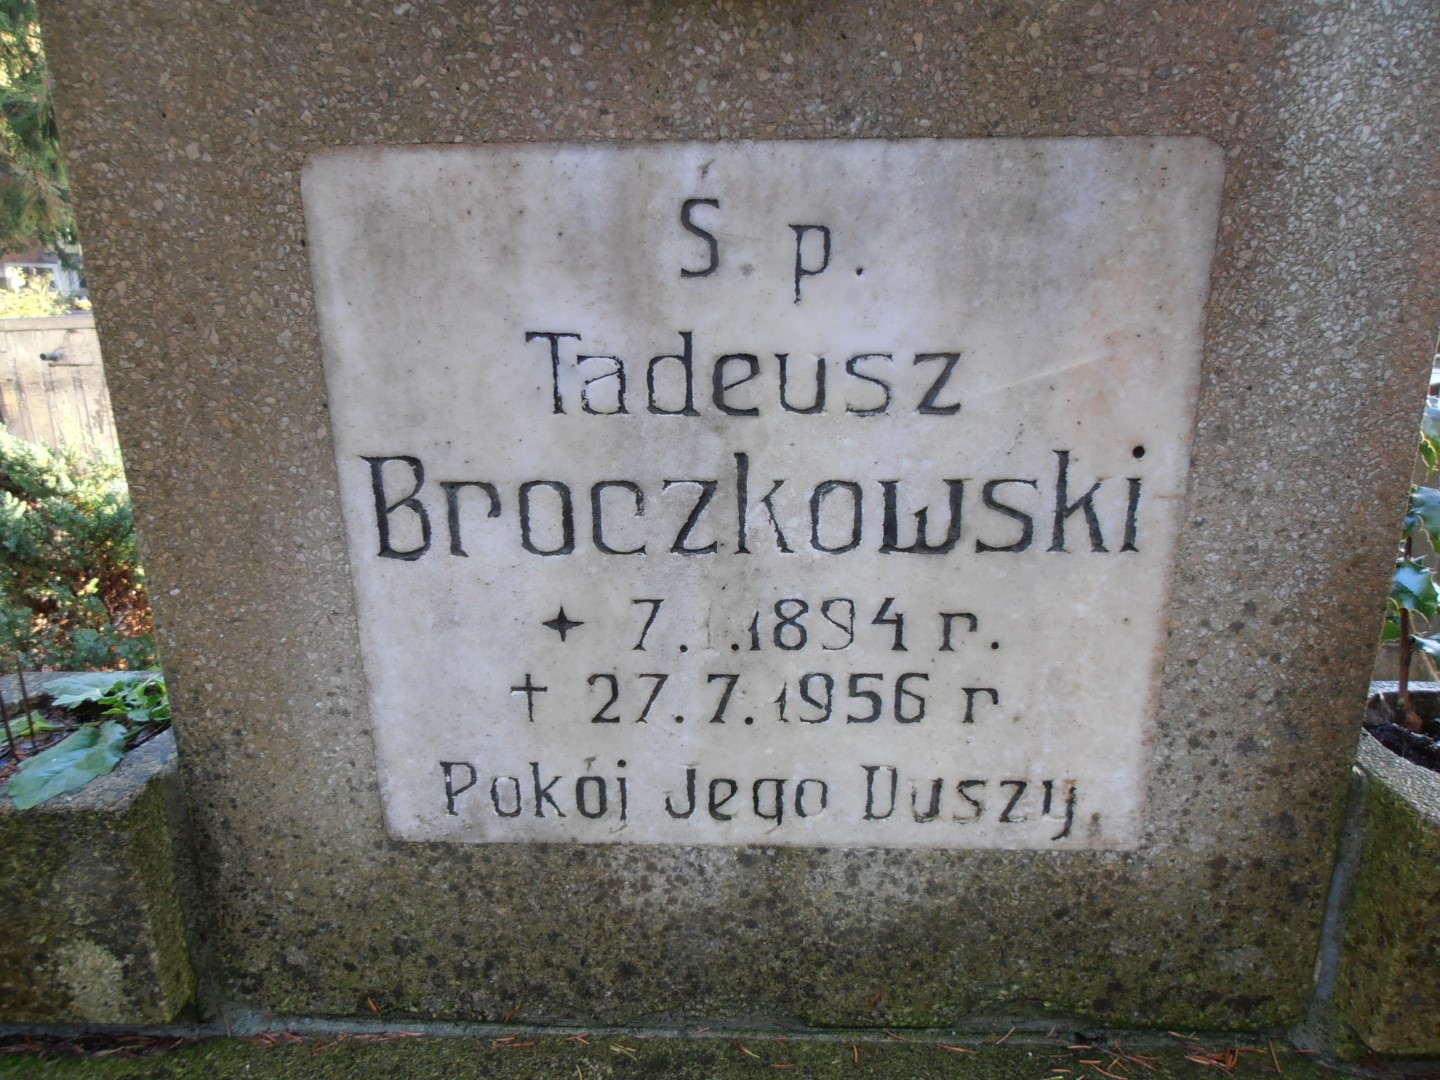 Ś. p.
Tadeusz
Broczkowski
✦ 7.1.1894 r.
† 27.7.1956 r
Pokój Jego Duszy.